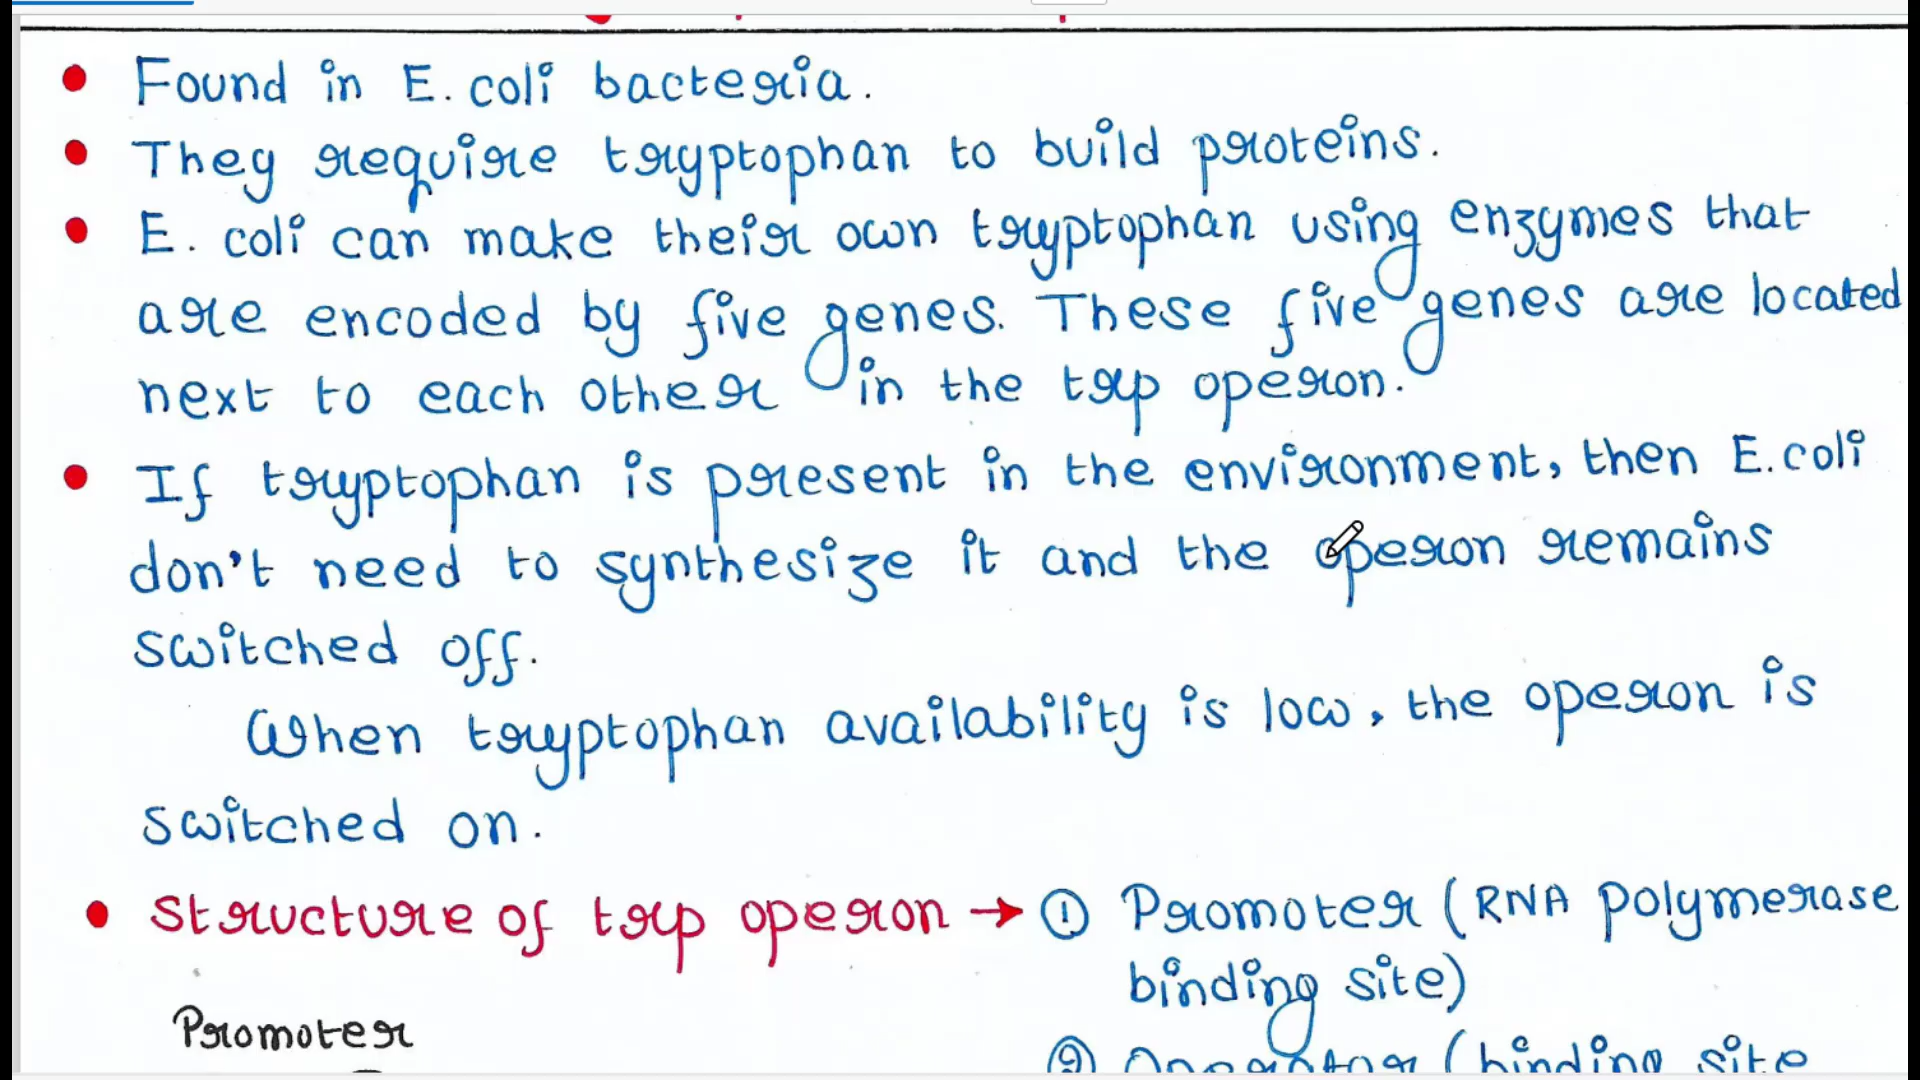 • Found in E. coli bacteria.
• They require tryptophan to build proteins.
• E. coli can make their own tryptophan using enzymes that
are encoded by five genes. These five genes are located
next to each other in the trp operon.
• If tryptophan is present in the environment, then E. coli
don't need to synthesize it and the operon remains
switched off.
When tryptophan availability is low, the operon is
switched on.
• Structure of trp operon → ① Promoter (RNA polymerase
binding site)
Promoter
② Operator (binding site